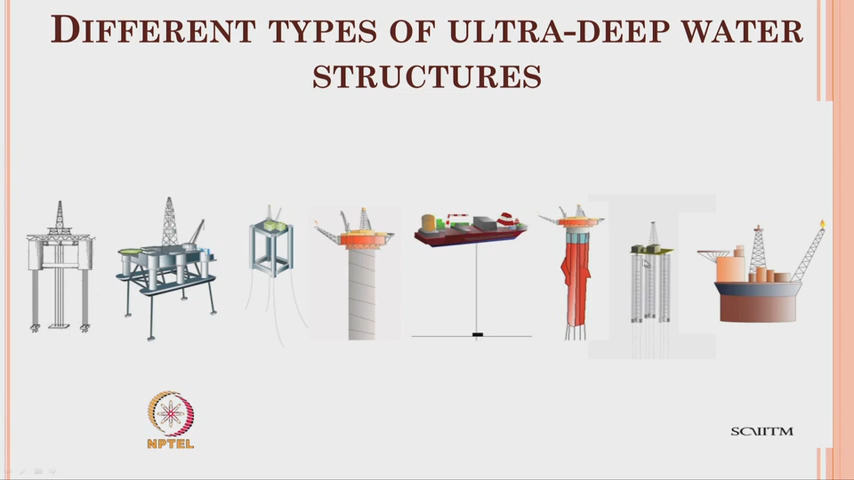 DIFFERENT TYPES OF ULTRA-DEEP WATER
STRUCTURES
NPTEL
SC\IITM